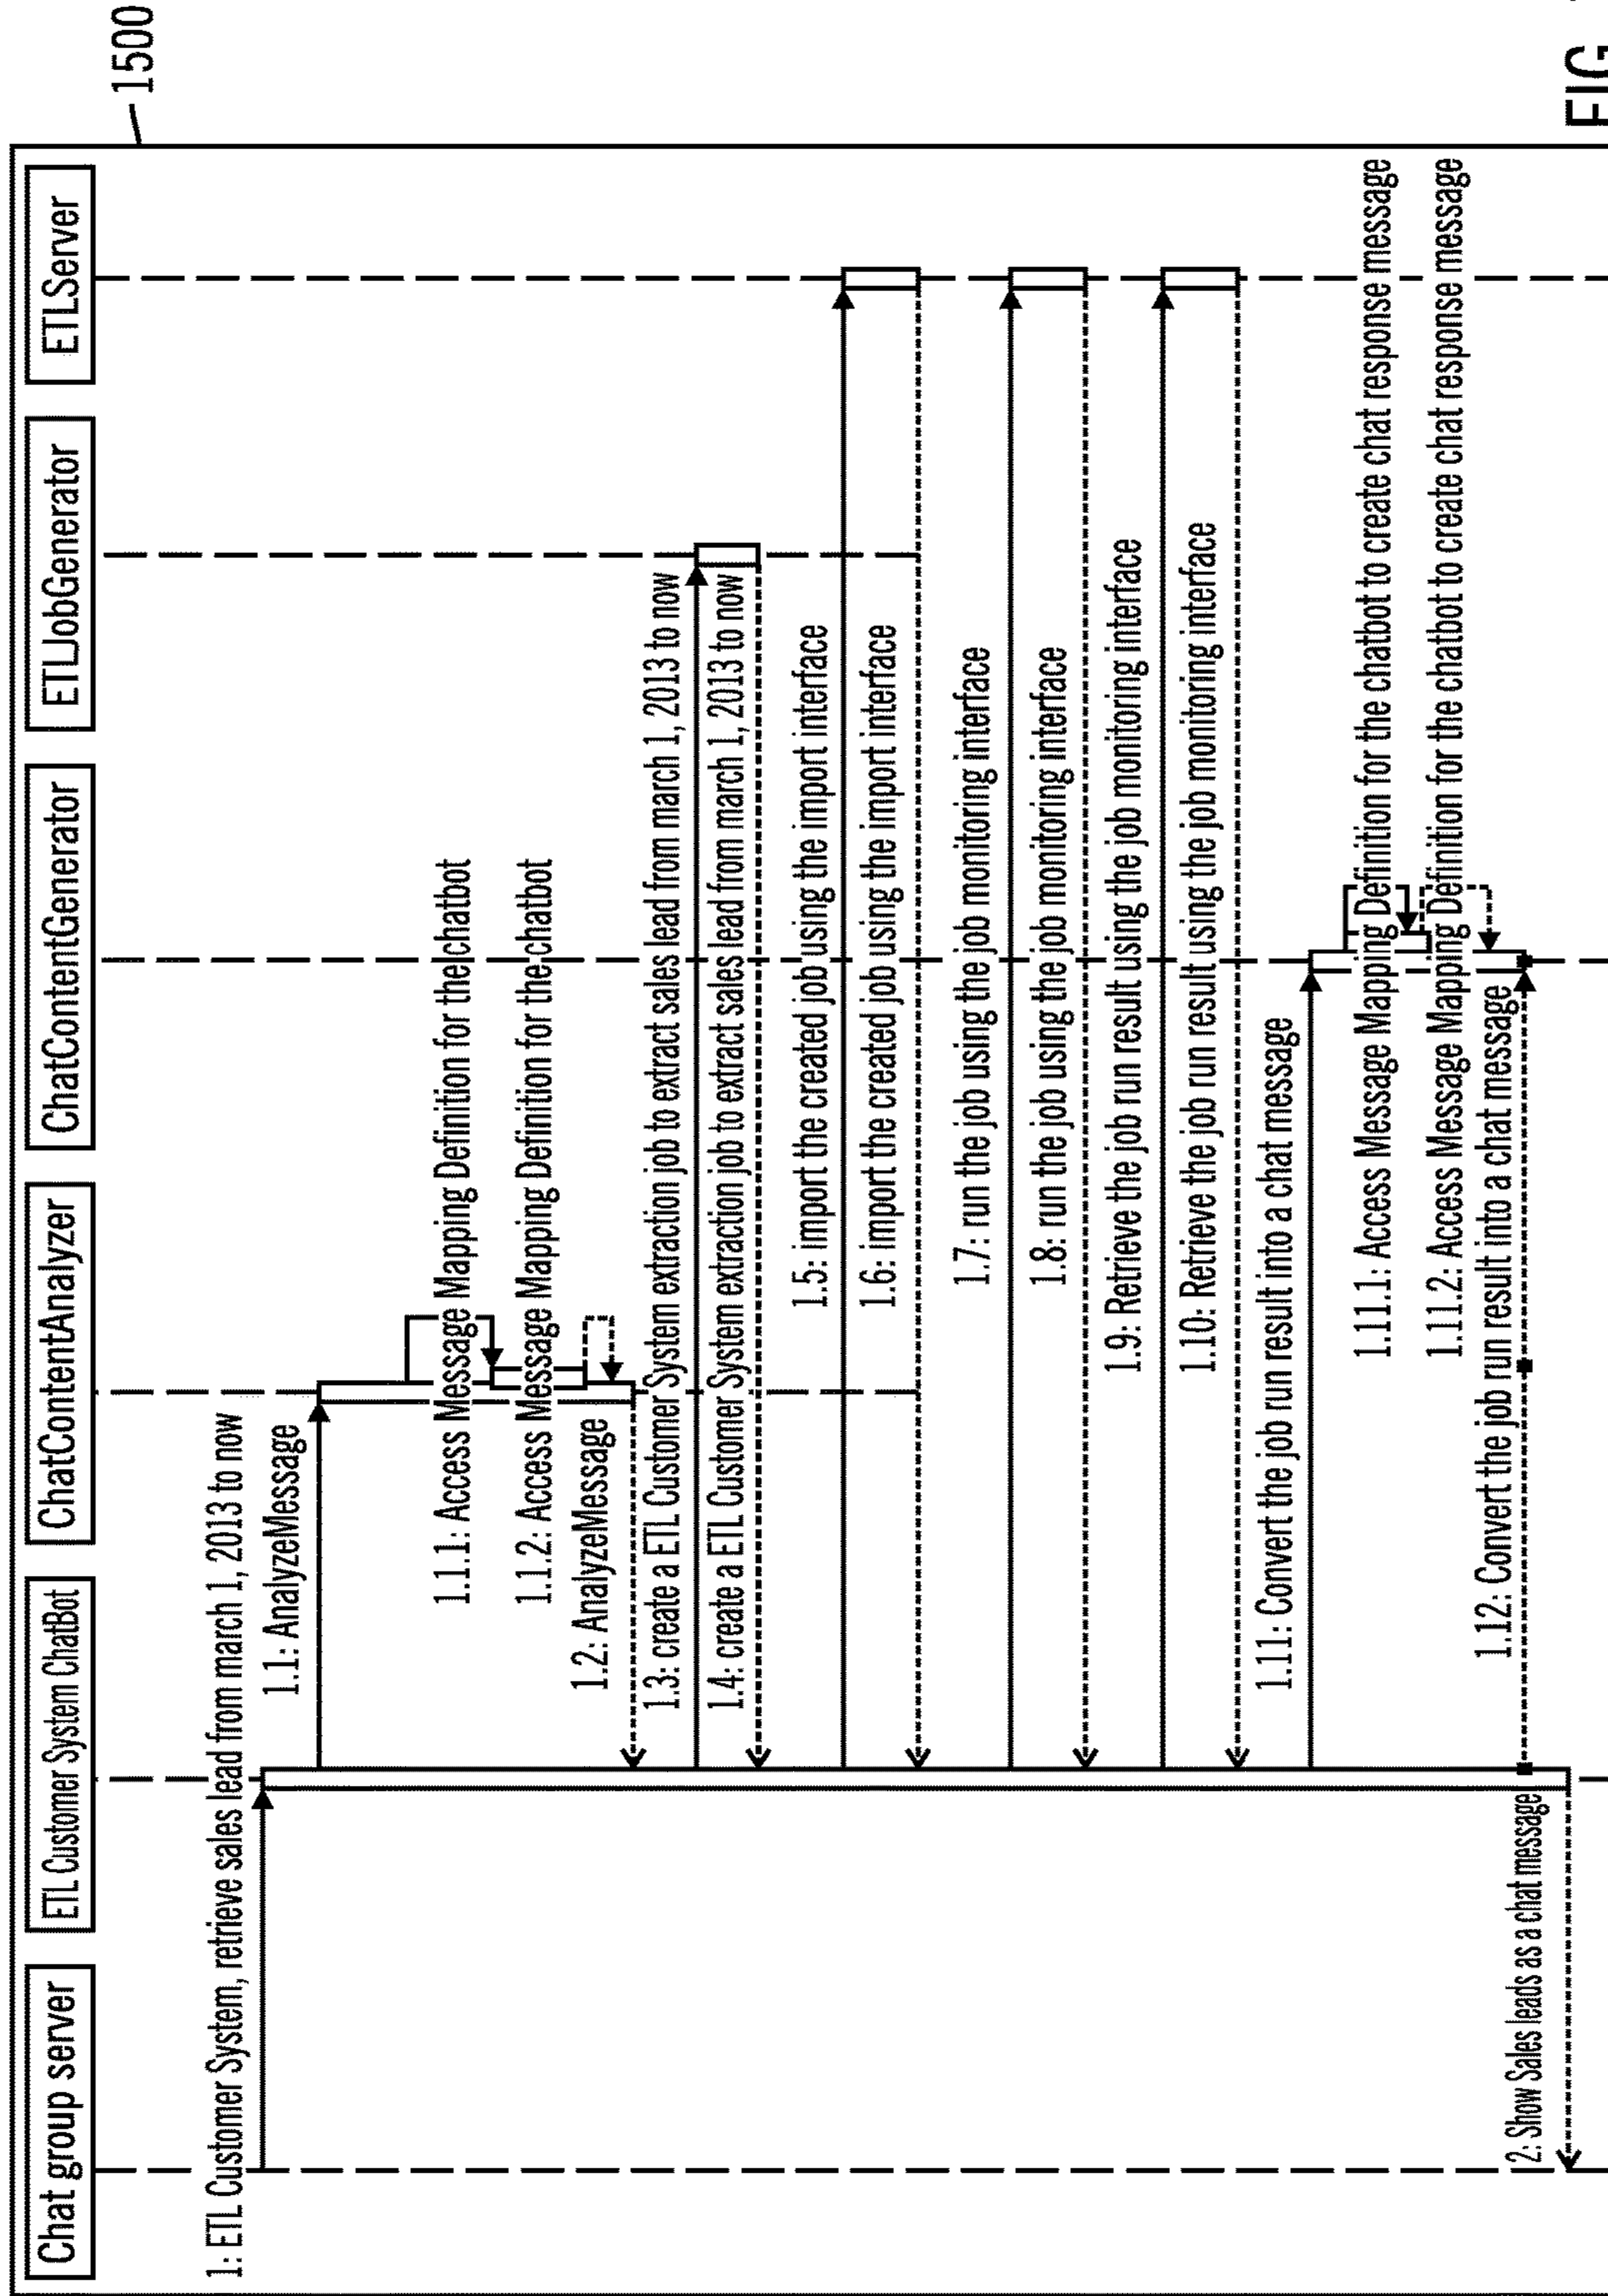 1500
Chat group server
ETL Customer System ChatBot
ChatContentAnalyzer
ChatContentGenerator
ETLJobGenerator
ETLServer
1: ETL Customer System, retrieve sales lead from march 1, 2013 to now
1.1: AnalyzeMessage
1.1.1: Access Message Mapping Definition for the chatbot
1.1.2: Access Message Mapping Definition for the chatbot
1.2: AnalyzeMessage
1.3: create a ETL Customer System extraction job to extract sales lead from march 1, 2013 to now
1.4: create a ETL Customer System extraction job to extract sales lead from march 1, 2013 to now
1.5: import the created job using the import interface
1.6: import the created job using the import interface
1.7: run the job using the job monitoring interface
1.8: run the job using the job monitoring interface
1.9: Retrieve the job run result using the job monitoring interface
1.10: Retrieve the job run result using the job monitoring interface
1.11: Convert the job run result into a chat message
1.11.1: Access Message Mapping Definition for the chatbot to create chat response message
1.11.2: Access Message Mapping Definition for the chatbot to create chat response message
1.12: Convert the job run result into a chat message
2: Show Sales leads as a chat message